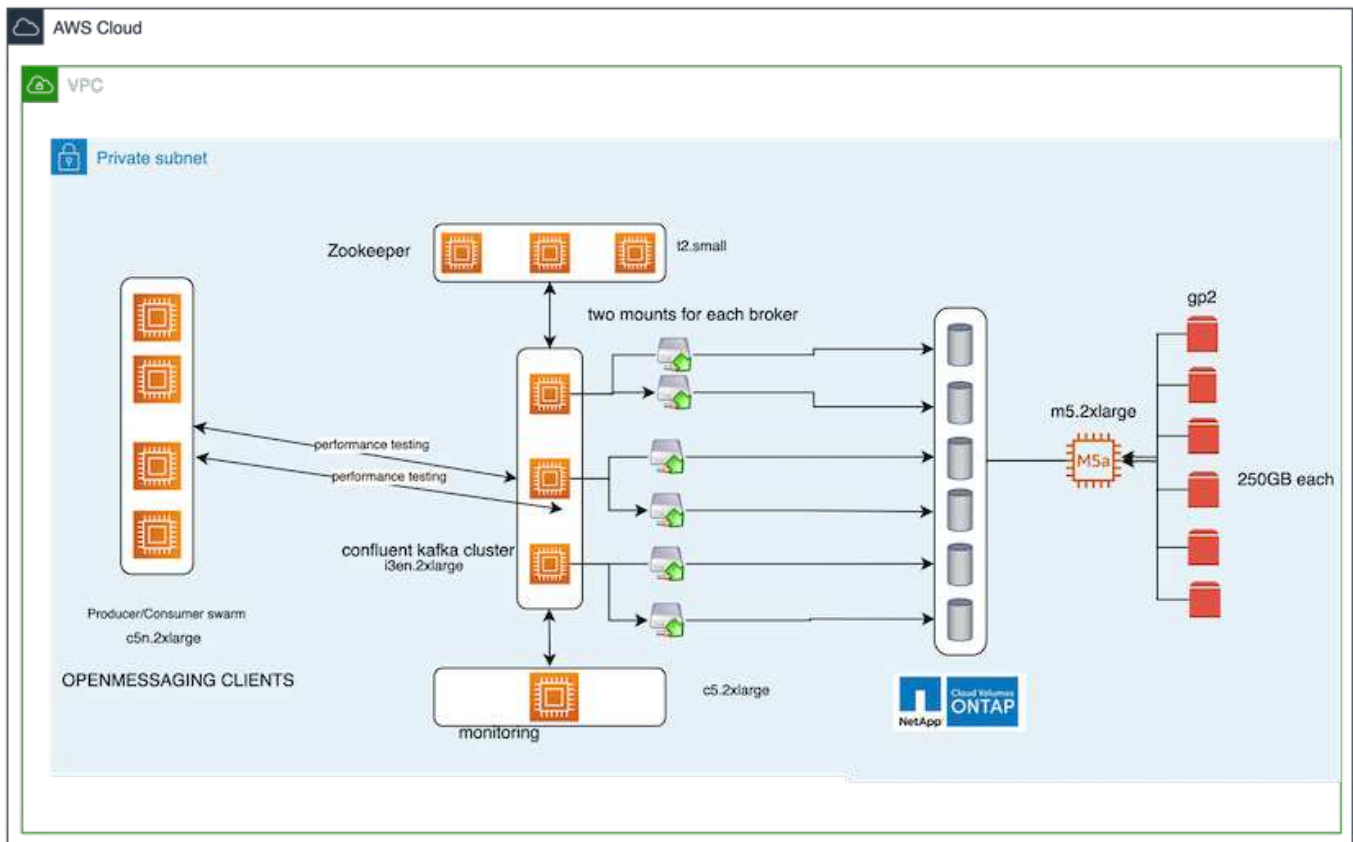 AWS Cloud
VPC
Private subnet
Zookeeper
t2.small
two mounts for each broker
gp2
m5.2xlarge
M5a
250GB each
performance testing
performance testing
confluent kafka cluster
i3en.2xlarge
Producer/Consumer swarm
c5n.2xlarge
OPENMESSAGING CLIENTS
c5.2xlarge
monitoring
NetApp
Cloud Volumes
ONTAP